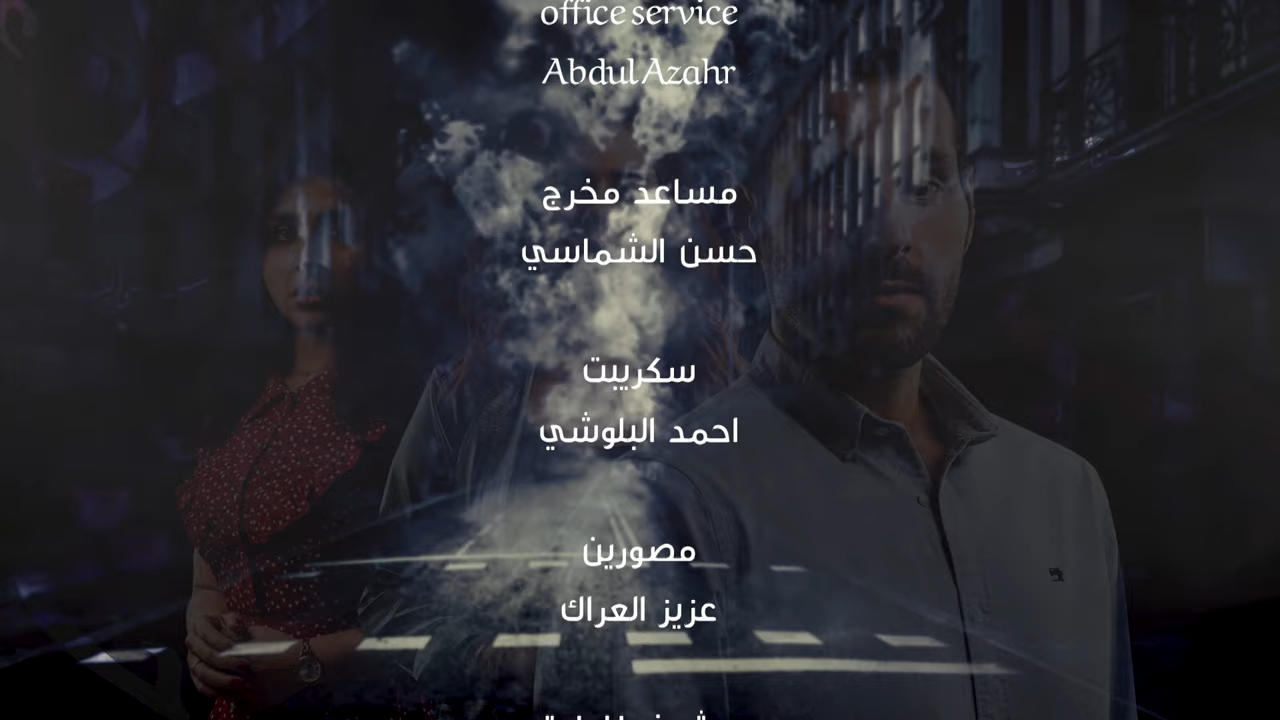 office service
Abdul Azahr
مساعد مخرج
حسن الشماسي
سكريبت
احمد البلوشي
مصورين
عزيز العراك